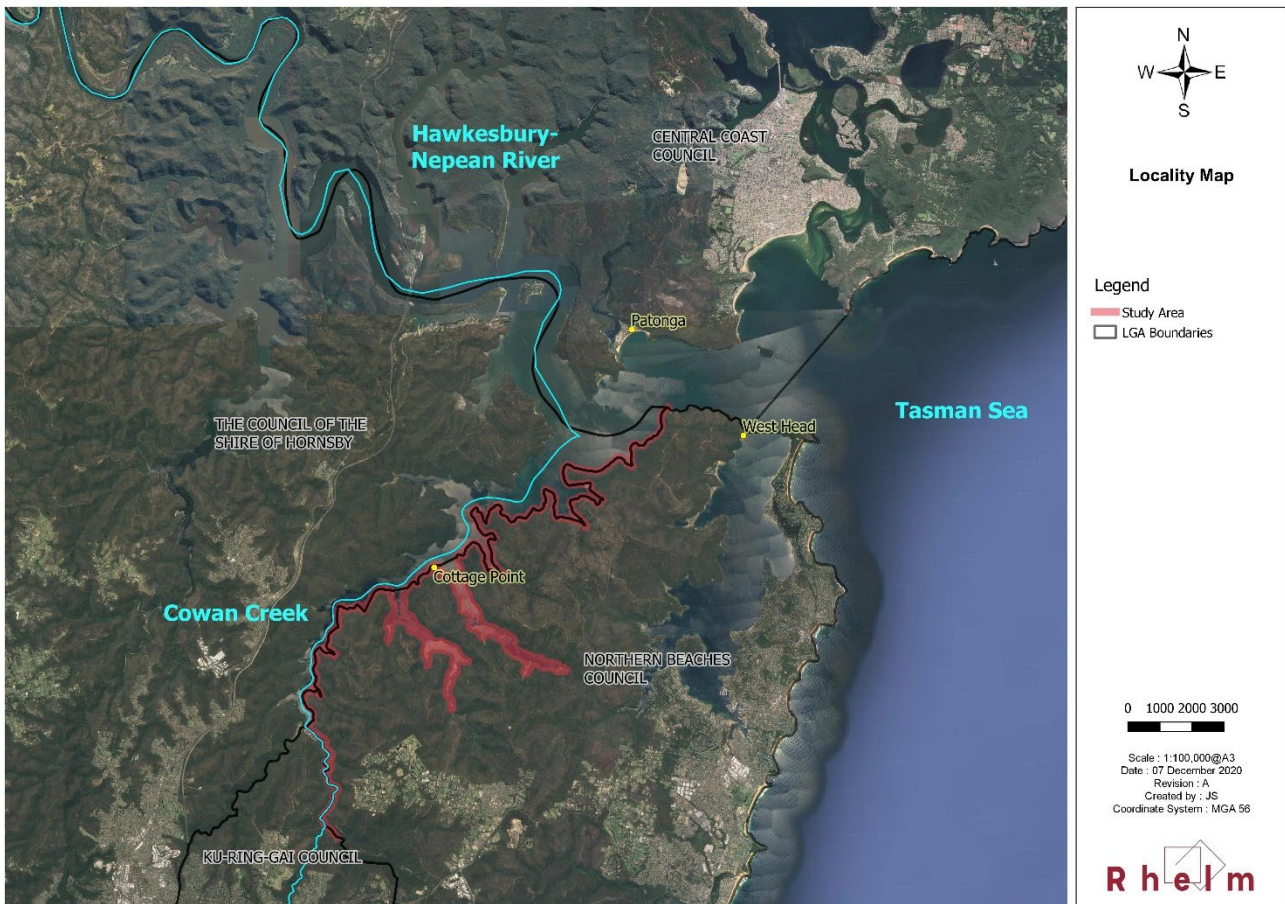 Hawkesbury-
Nepean River
CENTRAL COAST
COUNCIL
Patonga
THE COUNCIL OF THE
SHIRE OF HORNSBY
West Head
Tasman Sea
Cottage Point
Cowan Creek
NORTHERN BEACHES
COUNCIL
KU-RING-GAI COUNCIL
N
W E
S
Locality Map
Legend
Study Area
LGA Boundaries
0 1000 2000 3000
Scale : 1:100,000@A3
Date : 07 December 2020
Revision : A
Created by : JS
Coordinate System : MGA 56
Rhelm